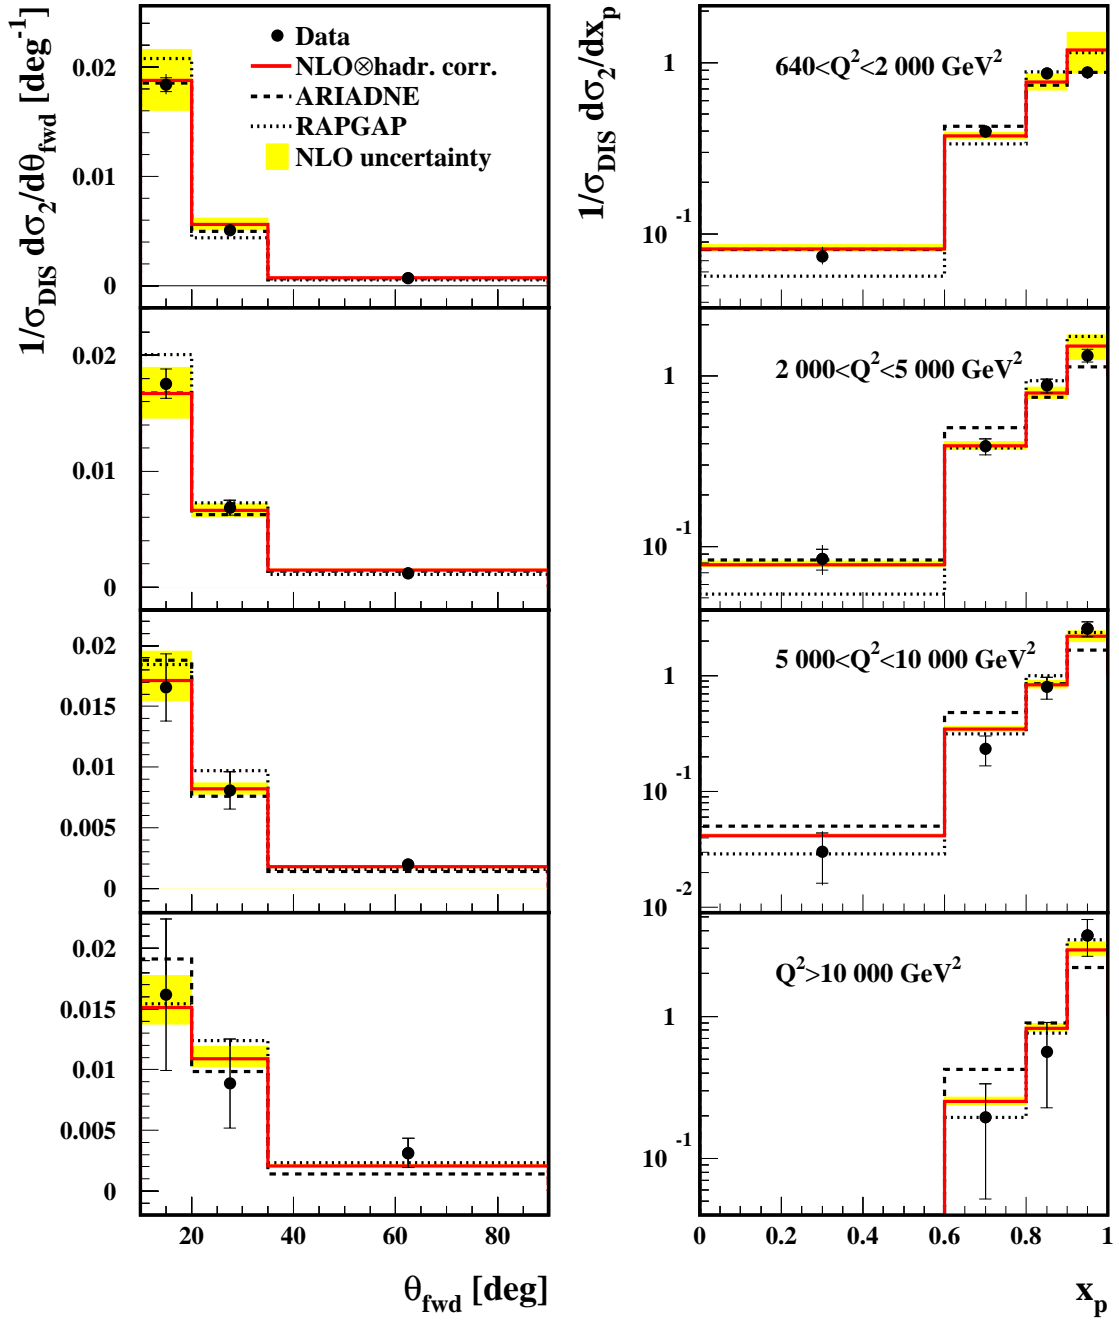 1/σ_DIS dσ_2/dθ_fwd [deg^-1]
0.02
0.01
0
Data
NLO⊗hadr. corr.
ARIADNE
RAPGAP
NLO uncertainty
1/σ_DIS dσ_2/dx_p
1
10^-1
640<Q^2<2 000 GeV^2
0.02
0.01
0
1
10^-1
2 000<Q^2<5 000 GeV^2
0.02
0.015
0.01
0.005
0
1
10^-1
10^-2
5 000<Q^2<10 000 GeV^2
0.02
0.015
0.01
0.005
0
20 40 60 80
θ_fwd [deg]
1
10^-1
Q^2>10 000 GeV^2
0 0.2 0.4 0.6 0.8 1
x_p